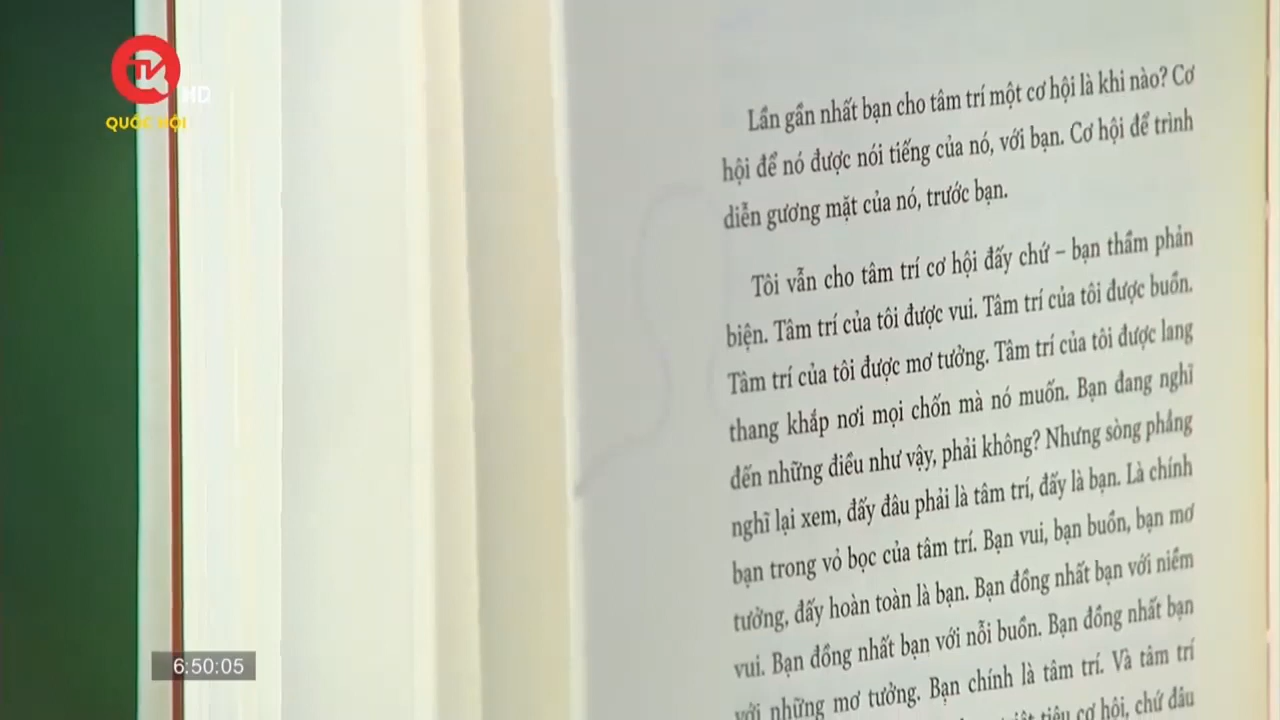 TV
HD
QUỐC HỘI
Lần gần nhất bạn cho tâm trí một cơ hội là khi nào? Cơ
hội để nó được nói tiếng của nó, với bạn. Cơ hội để trình
diễn gương mặt của nó, trước bạn.
Tôi vẫn cho tâm trí cơ hội đấy chứ – bạn thầm phản
biện. Tâm trí của tôi được vui. Tâm trí của tôi được buồn.
Tâm trí của tôi được mơ tưởng. Tâm trí của tôi được lang
thang khắp nơi mọi chốn mà nó muốn. Bạn đang nghĩ
đến những điều như vậy, phải không? Nhưng sòng phẳng
nghĩ lại xem, đấy đâu phải là tâm trí, đấy là bạn. Là chính
bạn trong vỏ bọc của tâm trí. Bạn vui, bạn buồn, bạn mơ
tưởng, đấy hoàn toàn là bạn. Bạn đồng nhất bạn với niềm
vui. Bạn đồng nhất bạn với nỗi buồn. Bạn đồng nhất bạn
với những mơ tưởng. Bạn chính là tâm trí. Và tâm trí
tiêu cơ hội, chứ đâu
6:50:05